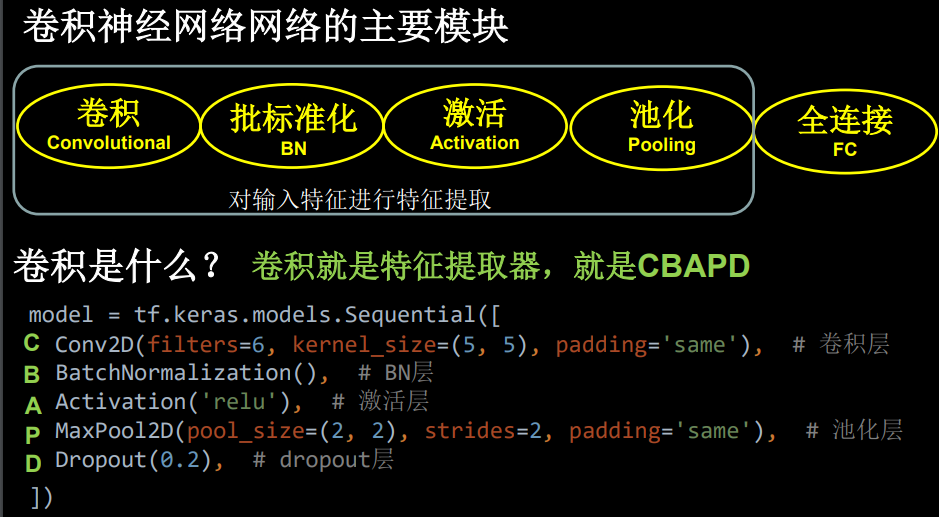 卷积神经网络网络的主要模块
卷积
Convolutional
批标准化
BN
激活
Activation
池化
Pooling
全连接
FC
对输入特征进行特征提取
卷积是什么？ 卷积就是特征提取器，就是CBAPD
model = tf.keras.models.Sequential([
C Conv2D(filters=6, kernel_size=(5, 5), padding='same'), # 卷积层
B BatchNormalization(), # BN层
A Activation('relu'), # 激活层
P MaxPool2D(pool_size=(2, 2), strides=2, padding='same'), # 池化层
D Dropout(0.2), # dropout层
])